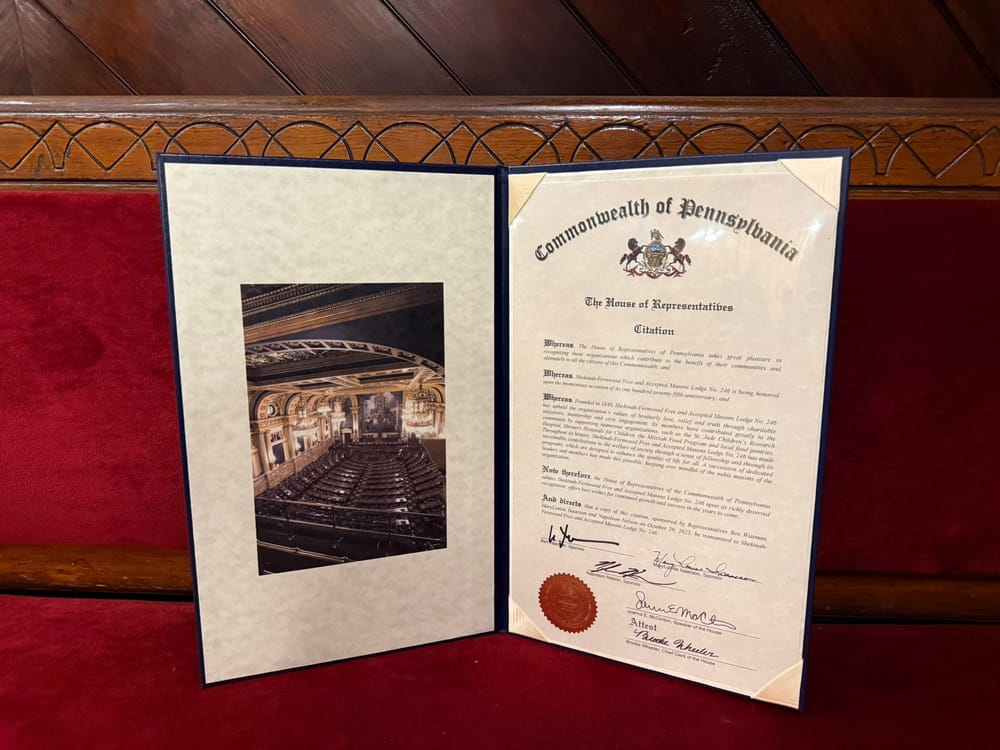 Commonwealth of Pennsylvania
The House of Representatives
Citation
Whereas, The House of Representatives of Pennsylvania takes great pleasure in
recognizing those organizations which contribute to the benefit of their communities and
ultimately to all the citizens of this Commonwealth; and
Whereas, Shekinah-Fernwood Free and Accepted Masons Lodge No. 246 is being honored
upon the momentous occasion of its one hundred seventy-fifth anniversary; and
Whereas, Founded in 1849, Shekinah-Fernwood Free and Accepted Masons Lodge No. 246
has upheld the organization's values of brotherly love, relief and truth through charitable
initiatives, mentorship and civic engagement. Its members have contributed greatly to the
community by supporting numerous organizations, such as the St. Jude Children's Research
Hospital, Shriners Hospitals for Children, the Mitzvah Food Program and local food pantries.
Throughout its history, Shekinah-Fernwood Free and Accepted Masons Lodge No. 246 has made
inestimable contributions to the welfare of society through a sense of fellowship and through its
programs, which are designed to enhance the quality of life for all. A succession of dedicated
leaders and members has made this possible, keeping ever mindful of the noble maxims of the
organization.
Now therefore, the House of Representatives of the Commonwealth of Pennsylvania
salutes Shekinah-Fernwood Free and Accepted Masons Lodge No. 246 upon its richly deserved
recognition; offers best wishes for continued growth and success in the years to come;
And directs that a copy of this citation, sponsored by Representatives Ben Waxman,
MaryLouise Isaacson and Napoleon Nelson on October 29, 2025, be transmitted to Shekinah-
Fernwood Free and Accepted Masons Lodge No. 246.
Ben Waxman, Sponsor
Mary Louise Isaacson
MaryLouise Isaacson, Sponsor
Napoleon Nelson, Sponsor
Joanna E. McClinton, Speaker of the House
Attest:
Brooke Wheeler
Brooke Wheeler, Chief Clerk of the House